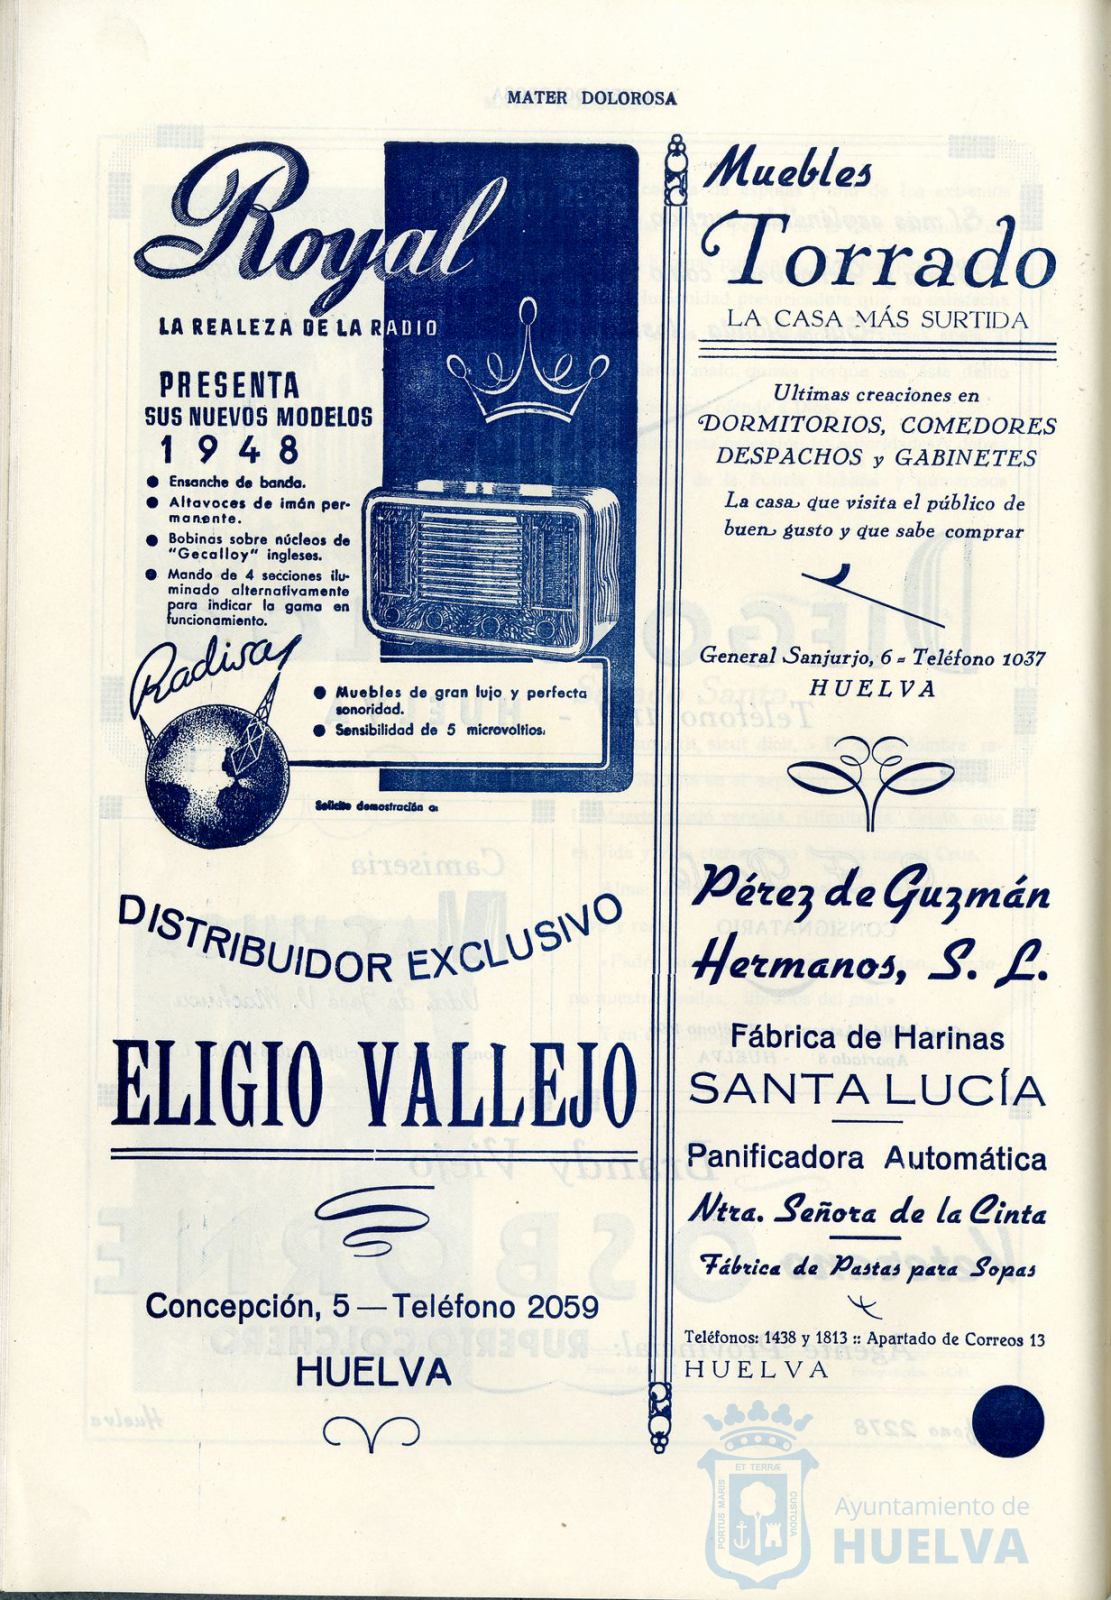 MATER DOLOROSA
Royal
LA REALEZA DE LA RADIO
PRESENTA
SUS NUEVOS MODELOS
1948
● Ensanche de banda.
● Altavoces de imán per-
manente.
● Bobinas sobre núcleos de
"Gecalloy" ingleses.
● Mando de 4 secciones ilu-
minado alternativamente
para indicar la gama en
funcionamiento.
Radiway
● Muebles de gran lujo y perfecta
sonoridad.
● Sensibilidad de 5 microvoltios.
Solicite demostración a:
DISTRIBUIDOR EXCLUSIVO
ELIGIO VALLEJO
Concepción, 5 — Teléfono 2059
HUELVA
Muebles
Torrado
LA CASA MÁS SURTIDA
Ultimas creaciones en
DORMITORIOS, COMEDORES
DESPACHOS y GABINETES
La casa que visita el público de
buen gusto y que sabe comprar
General Sanjurjo, 6 = Teléfono 1037
HUELVA
Pérez de Guzmán
Hermanos, S. L.
Fábrica de Harinas
SANTA LUCÍA
Panificadora Automática
Ntra. Señora de la Cinta
Fábrica de Pastas para Sopas
Teléfonos: 1438 y 1813 :: Apartado de Correos 13
HUELVA
PORTUS MARIS
ET TERRÆ
CUSTODIA
Ayuntamiento de
HUELVA